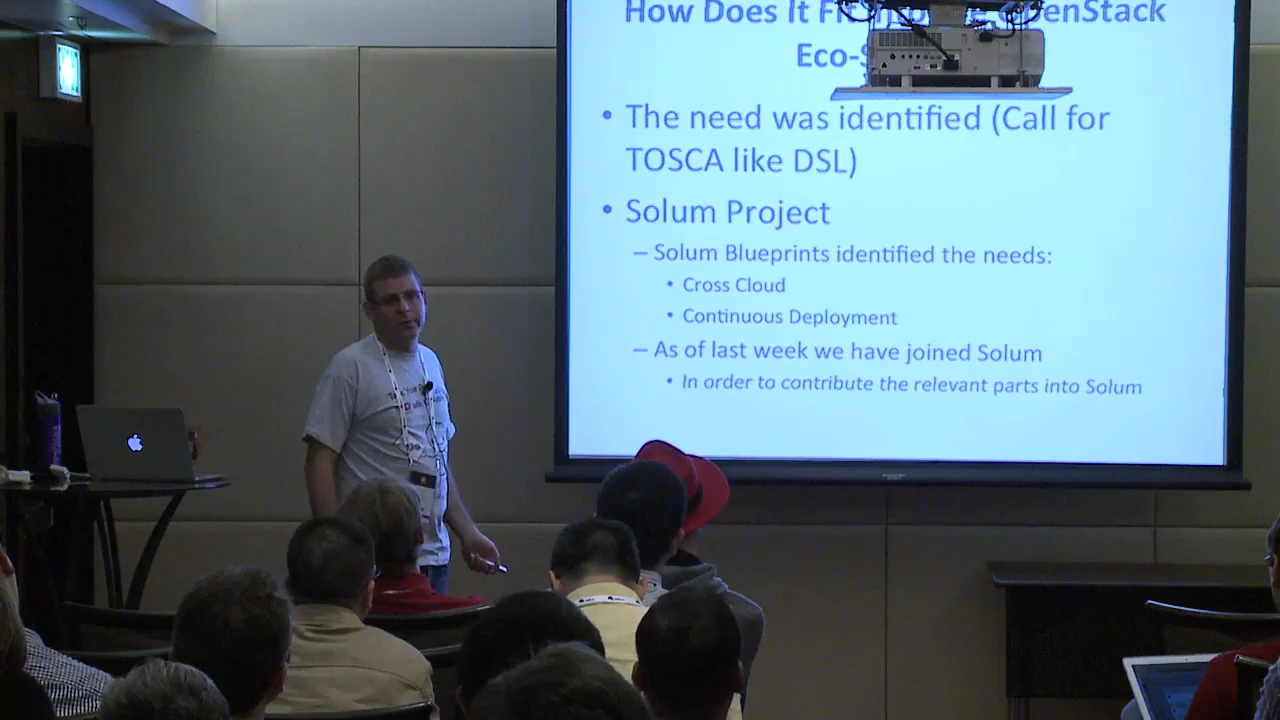 How Does It Fi OpenStack
Eco-S
• The need was identified (Call for
TOSCA like DSL)
• Solum Project
– Solum Blueprints identified the needs:
• Cross Cloud
• Continuous Deployment
– As of last week we have joined Solum
• In order to contribute the relevant parts into Solum